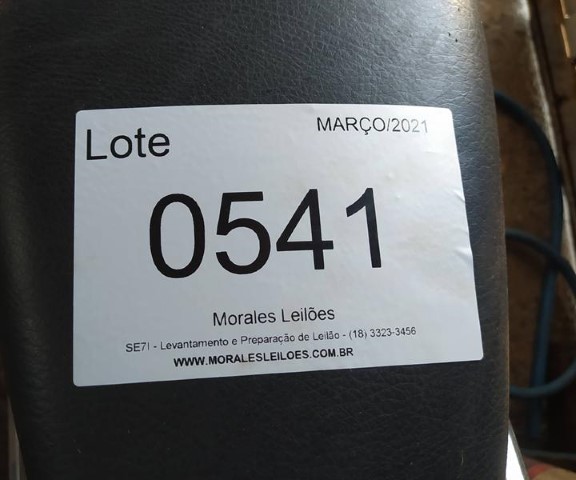 Lote
MARÇO/2021
0541
Morales Leilões
SE7I - Levantamento e Preparação de Leilão - (18) 3323-3456
WWW.MORALESLEILOES.COM.BR